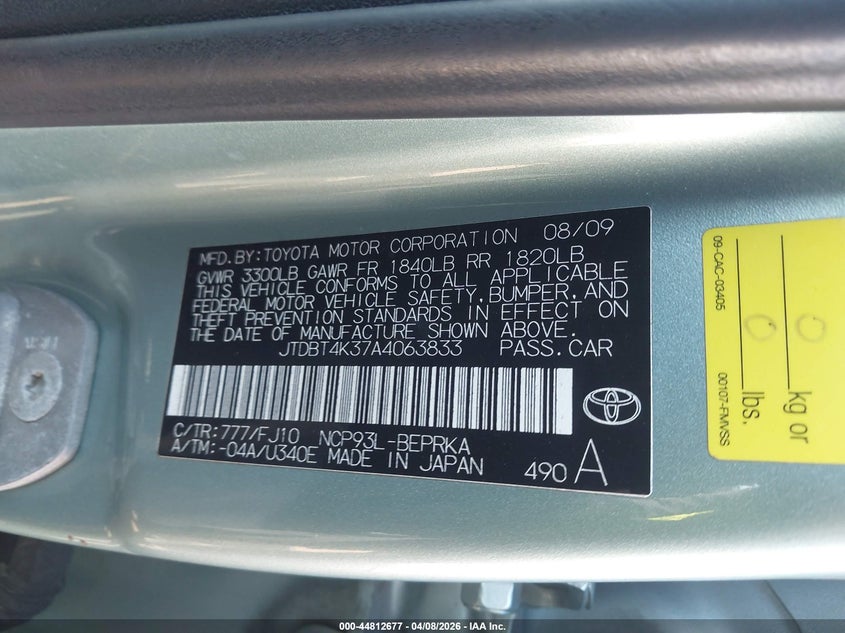 MFD.BY:TOYOTA MOTOR CORPORATION 08/09
GVWR 3300LB GAWR FR 1840LB RR 1820LB
THIS VEHICLE CONFORMS TO ALL APPLICABLE
FEDERAL MOTOR VEHICLE SAFETY,BUMPER,AND
THEFT PREVENTION STANDARDS IN EFFECT ON
THE DATE OF MANUFACTURE SHOWN ABOVE.
JTDBT4K37A4063833 PASS.CAR
C/TR:777/FJ10 NCP93L-BEPRKA
A/TM:-04A/U340E MADE IN JAPAN
490 A
09-CAC-03405
0 kg or
0 lbs.
00107-FMVSS
000-44812677 - 04/08/2026 - IAA Inc.